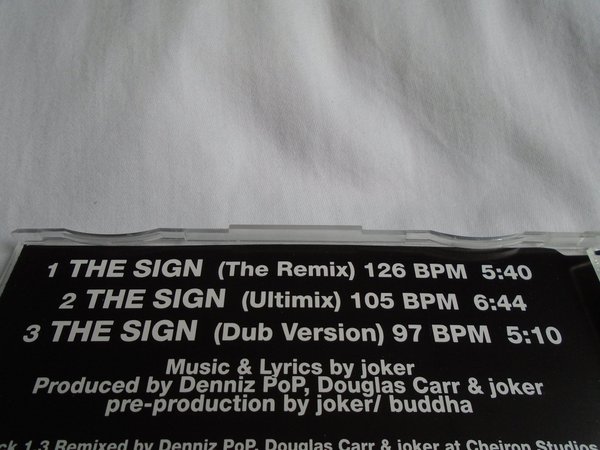 1 THE SIGN (The Remix) 126 BPM 5:40
2 THE SIGN (Ultimix) 105 BPM 6:44
3 THE SIGN (Dub Version) 97 BPM 5:10
Music & Lyrics by joker
Produced by Denniz PoP, Douglas Carr & joker
pre-production by joker/ buddha
1,3 Remixed by Denniz PoP, Douglas Carr & joker at Cheiron Studios